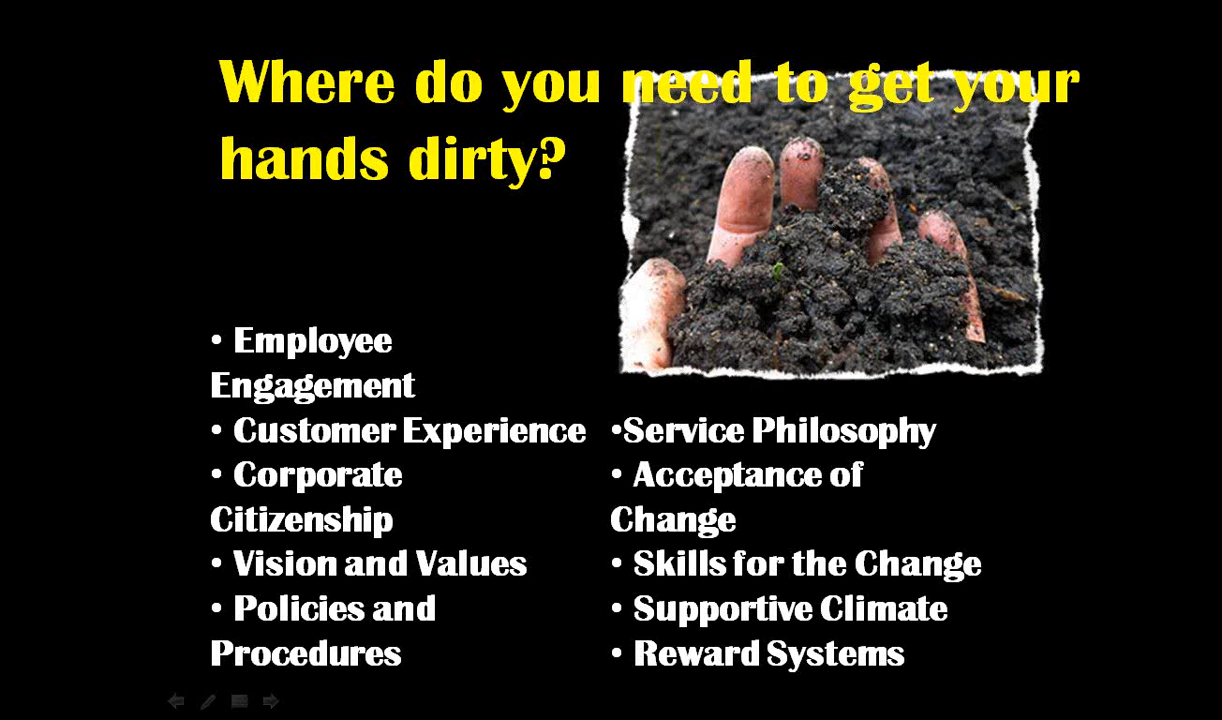 Where do you need to get your
hands dirty?
• Employee
Engagement
• Customer Experience
• Corporate
Citizenship
• Vision and Values
• Policies and
Procedures
•Service Philosophy
• Acceptance of
Change
• Skills for the Change
• Supportive Climate
• Reward Systems